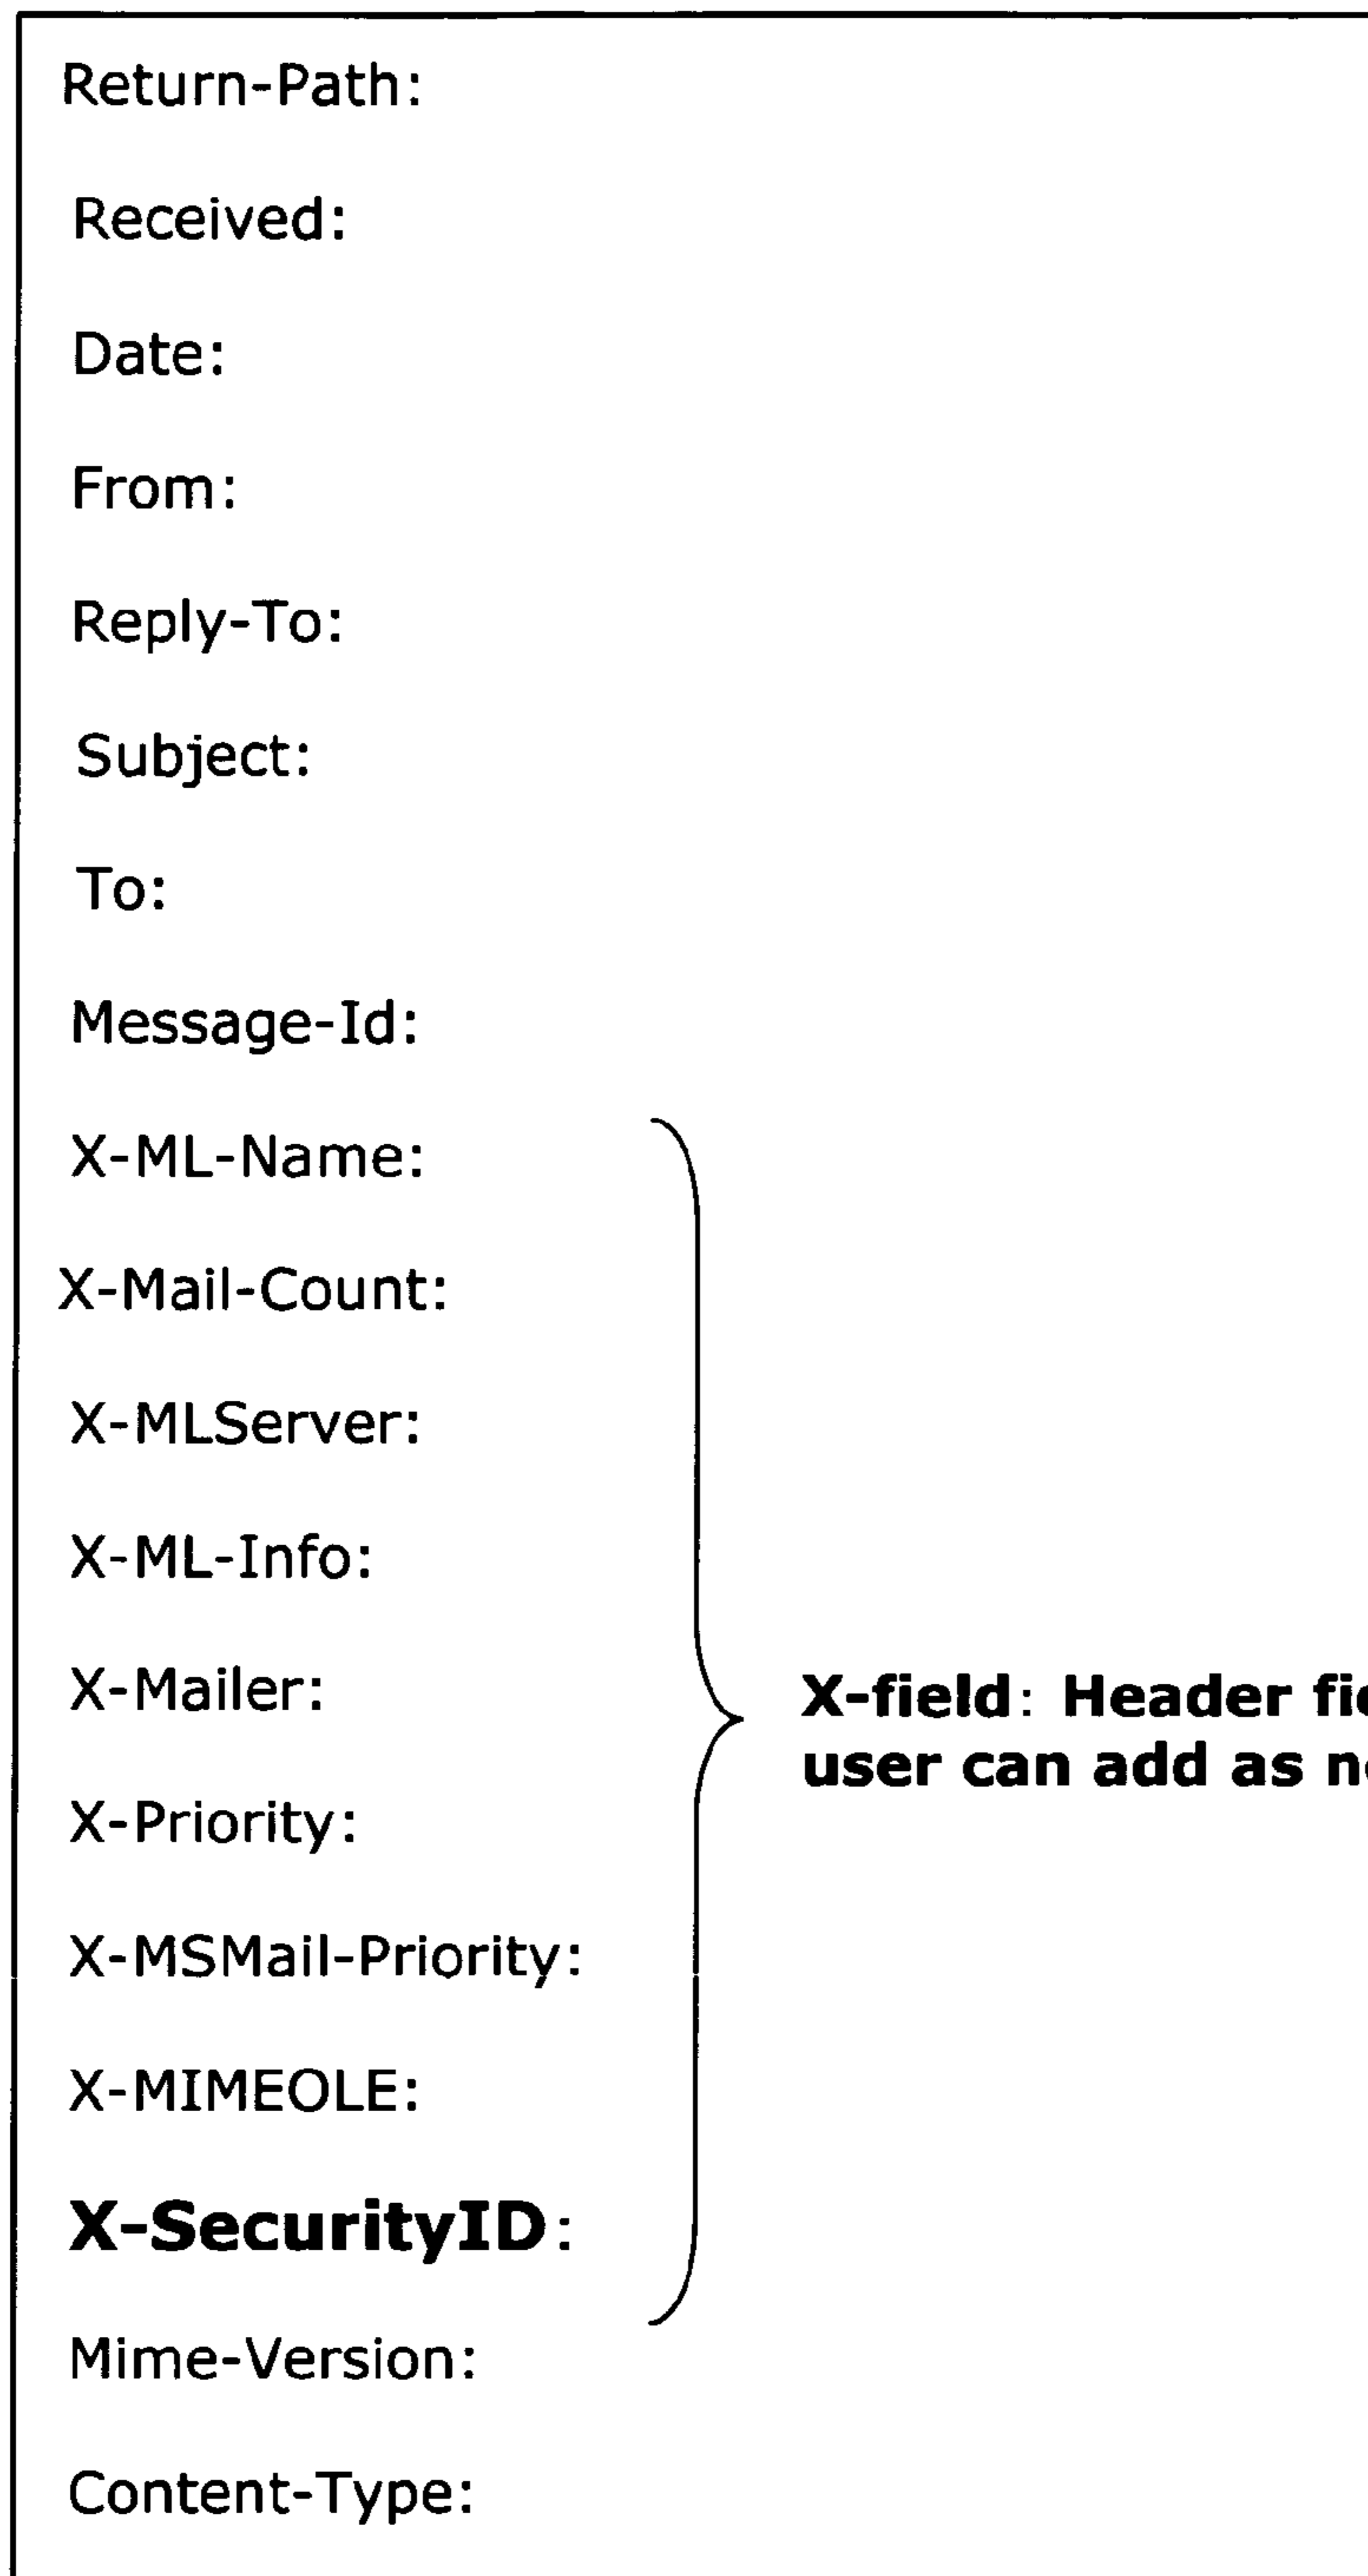 Return-Path:
Received:
Date:
From:
Reply-To:
Subject:
To:
Message-Id:
X-ML-Name:
X-Mail-Count:
X-MLServer:
X-ML-Info:
X-Mailer:
X-Field: Header
user can add as
X-Priority:
X-MSMail-Priority:
X-MIMEOLE:
X-SecurityID:
Mime-Version:
Content-Type: